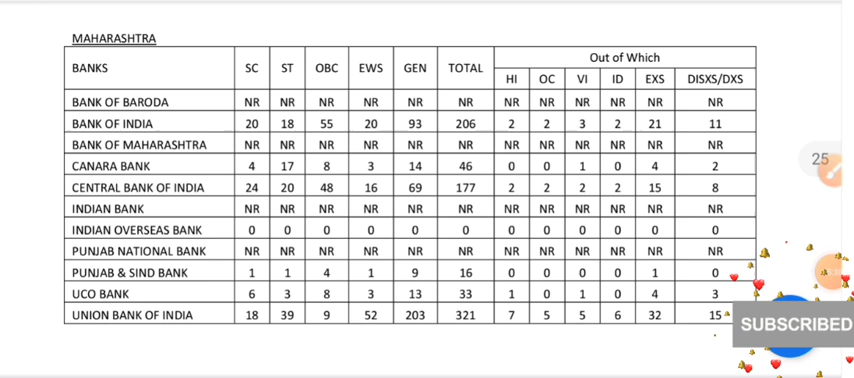 MAHARASHTRA
Out of Which
BANKS SC ST OBC EWS GEN TOTAL HI OC VI ID EXS DISXS/DXS
BANK OF BARODA NR NR NR NR NR NR NR NR NR NR NR NR
BANK OF INDIA 20 18 55 20 93 206 2 2 3 2 21 11
BANK OF MAHARASHTRA NR NR NR NR NR NR NR NR NR NR NR NR
CANARA BANK 4 17 8 3 14 46 0 0 1 0 4 2
CENTRAL BANK OF INDIA 24 20 48 16 69 177 2 2 2 2 15 8
INDIAN BANK NR NR NR NR NR NR NR NR NR NR NR NR
INDIAN OVERSEAS BANK 0 0 0 0 0 0 0 0 0 0 0 0
PUNJAB NATIONAL BANK NR NR NR NR NR NR NR NR NR NR NR NR
PUNJAB & SIND BANK 1 1 4 1 9 16 0 0 0 0 1 0
UCO BANK 6 3 8 3 13 33 1 0 1 0 4 3
UNION BANK OF INDIA 18 39 9 52 203 321 7 5 5 6 32 15
25
SUBSCRIBED